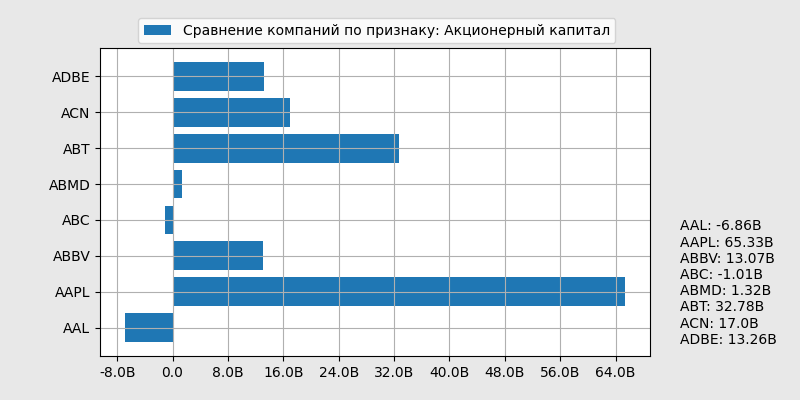 Сравнение компаний по признаку: Акционерный капитал
ADBE
ACN
ABT
ABMD
ABC
ABBV
AAPL
AAL
-8.0B 0.0 8.0B 16.0B 24.0B 32.0B 40.0B 48.0B 56.0B 64.0B
AAL: -6.86B
AAPL: 65.33B
ABBV: 13.07B
ABC: -1.01B
ABMD: 1.32B
ABT: 32.78B
ACN: 17.0B
ADBE: 13.26B